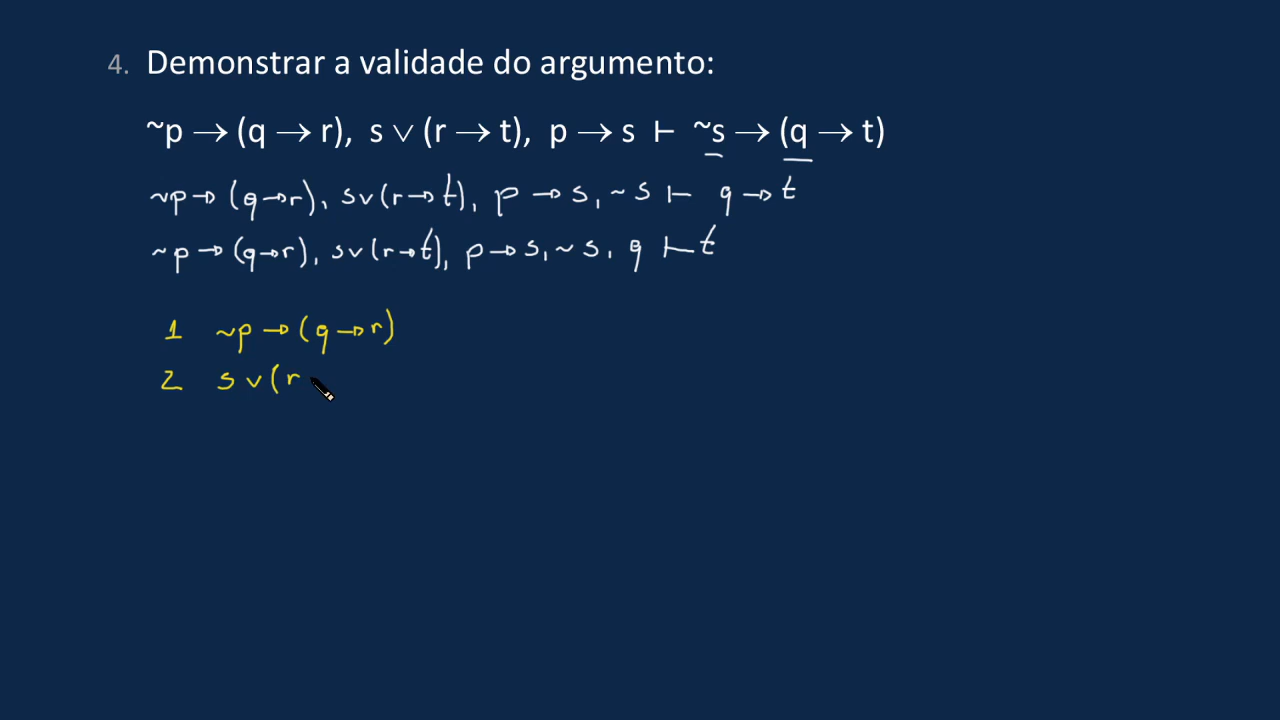 4. Demonstrar a validade do argumento:
~p → (q → r), s ∨ (r → t), p → s ⊢ ~s → (q → t)
~p → (q → r), s ∨ (r → t), p → s, ~s ⊢ q → t
~p → (q → r), s ∨ (r → t), p → s, ~s, q ⊢ t
1 ~p → (q → r)
2 s ∨ (r